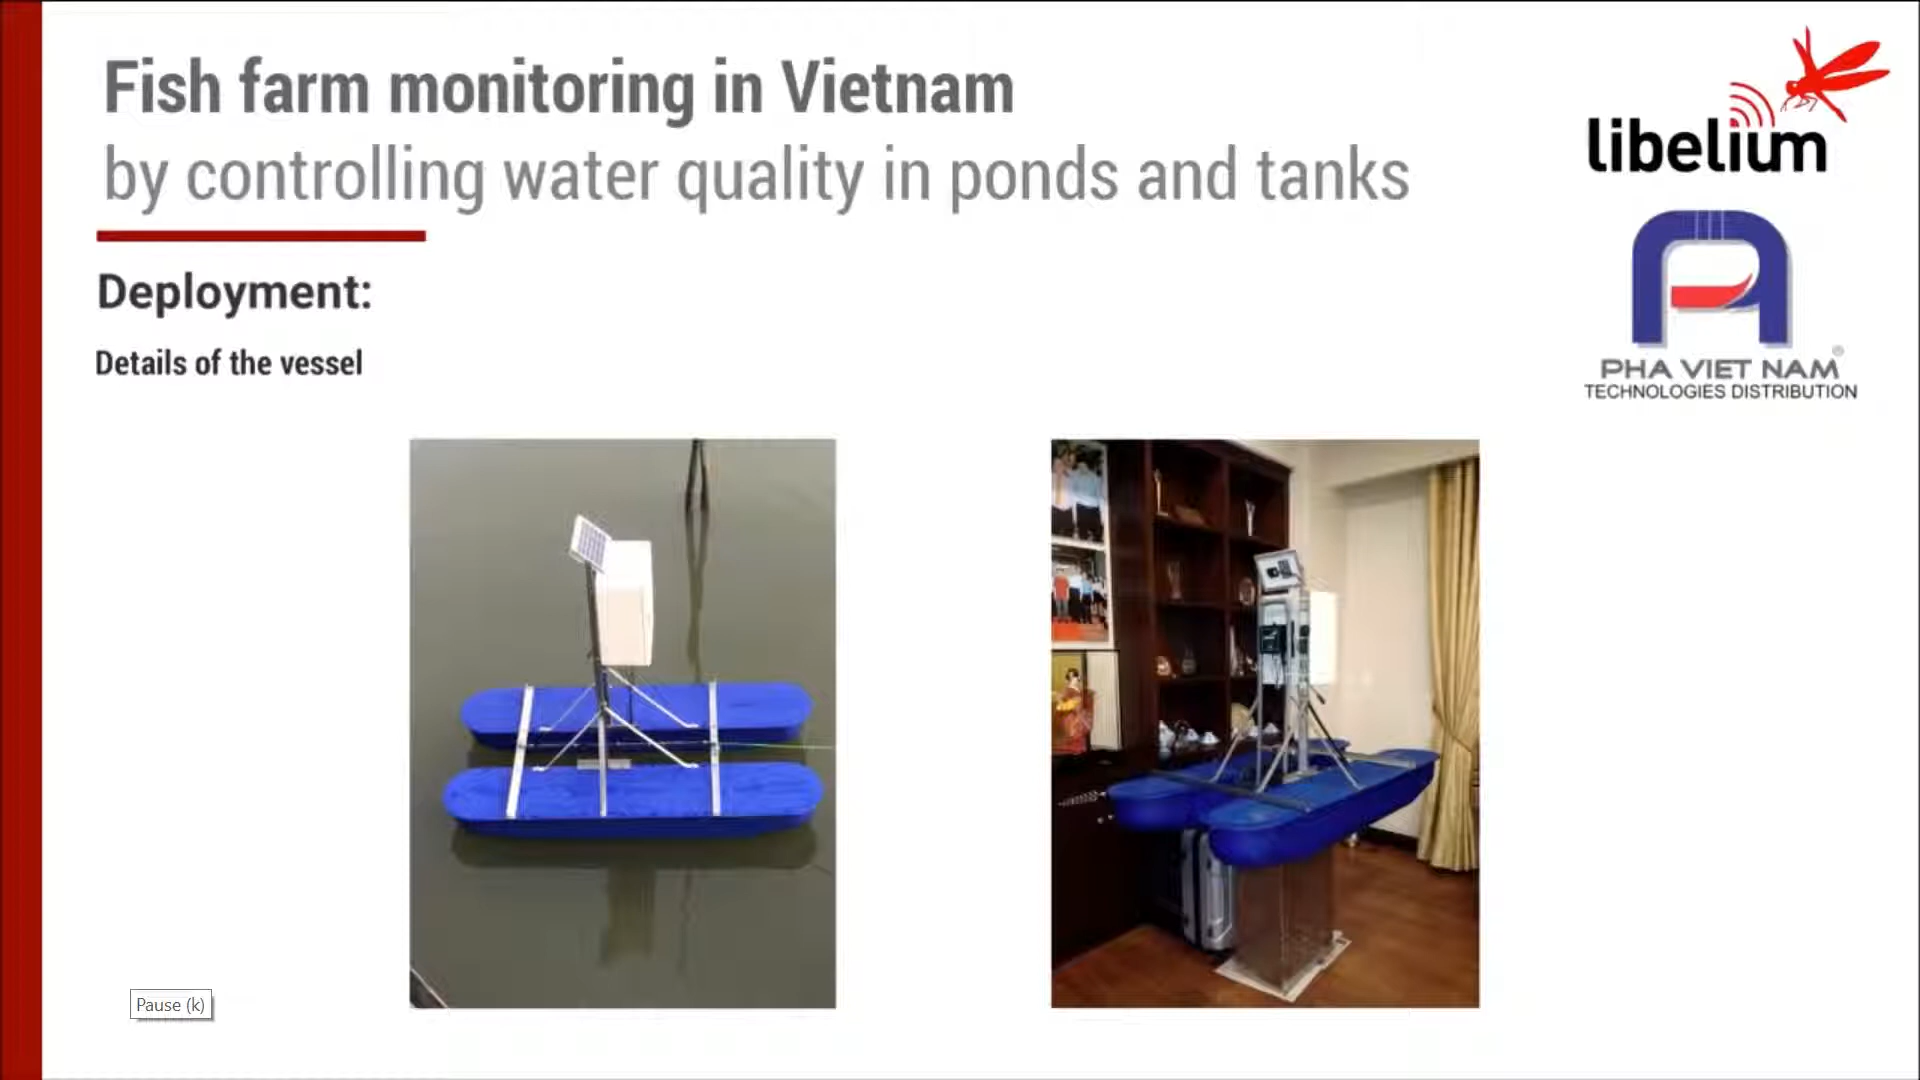 Fish farm monitoring in Vietnam
by controlling water quality in ponds and tanks
libelium
Deployment:
Details of the vessel
PHA VIET NAM®
TECHNOLOGIES DISTRIBUTION
Pause (k)